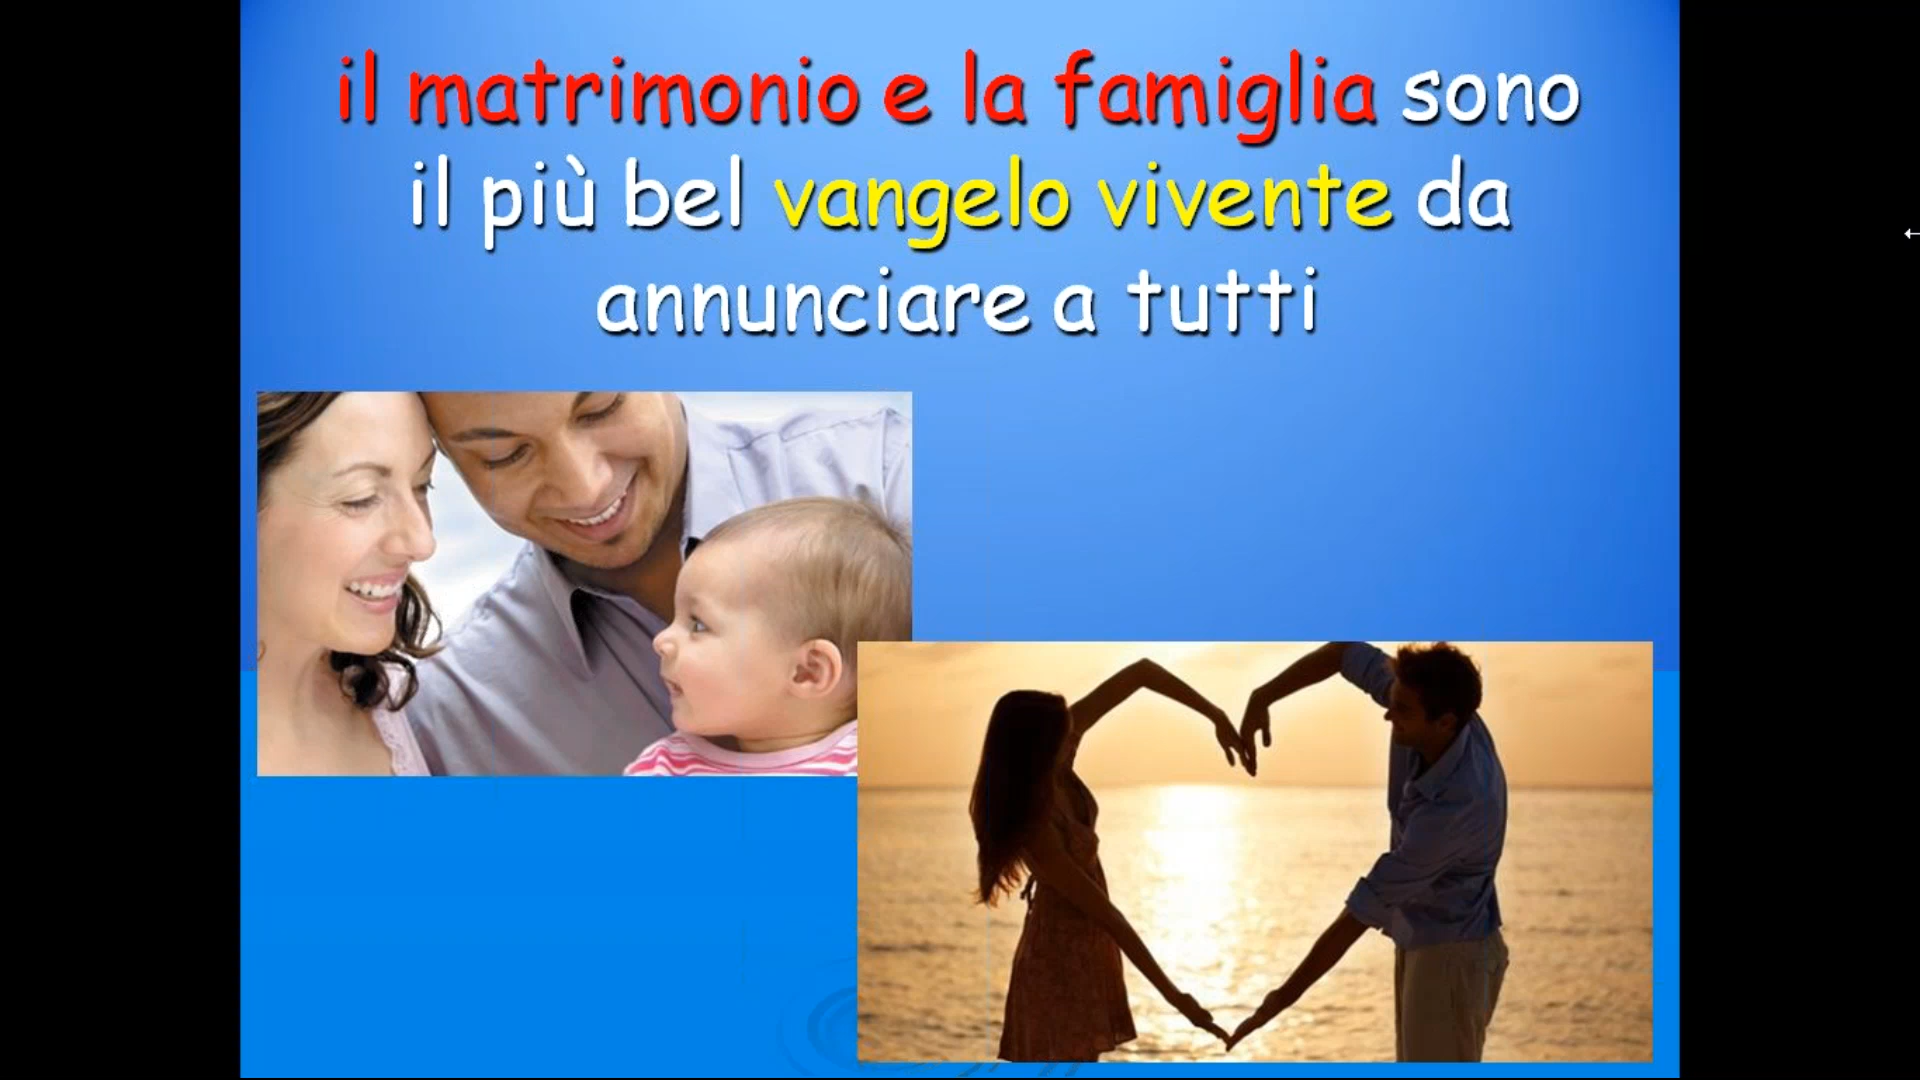 il matrimonio e la famiglia sono
il più bel vangelo vivente da
annunciare a tutti